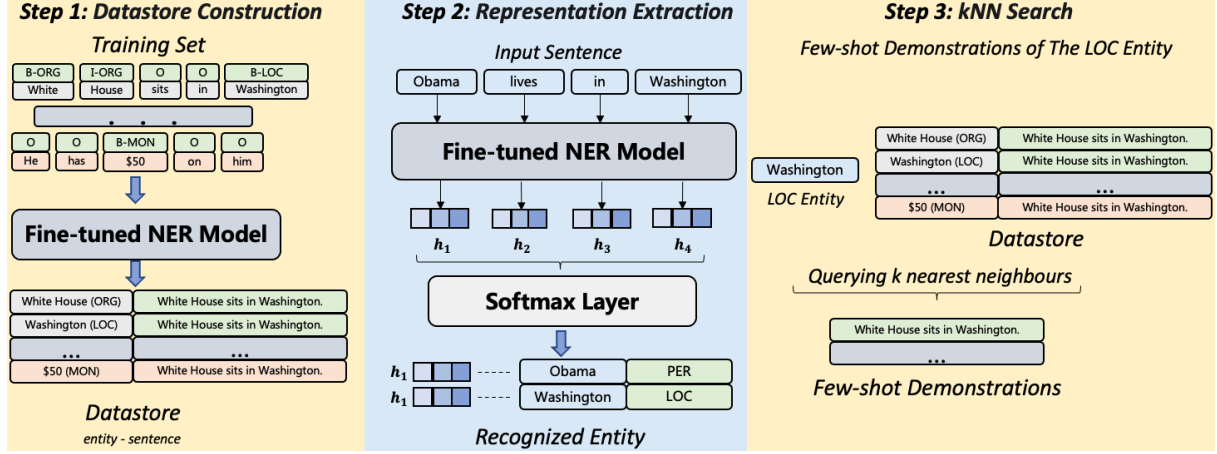 Step 1: Datastore Construction
Training Set
B-ORG I-ORG O O B-LOC
White House sits in Washington
. . .
O O B-MON O O
He has $50 on him
Fine-tuned NER Model
White House (ORG) White House sits in Washington.
Washington (LOC) White House sits in Washington.
... ...
$50 (MON) White House sits in Washington.
Datastore
entity - sentence
Step 2: Representation Extraction
Input Sentence
Obama lives in Washington
Fine-tuned NER Model
h1 h2 h3 h4
Softmax Layer
h1 Obama PER
h1 Washington LOC
Recognized Entity
Step 3: kNN Search
Few-shot Demonstrations of The LOC Entity
Washington
LOC Entity
White House (ORG) White House sits in Washington.
Washington (LOC) White House sits in Washington.
... ...
$50 (MON) White House sits in Washington.
Datastore
Querying k nearest neighbours
White House sits in Washington.
...
Few-shot Demonstrations